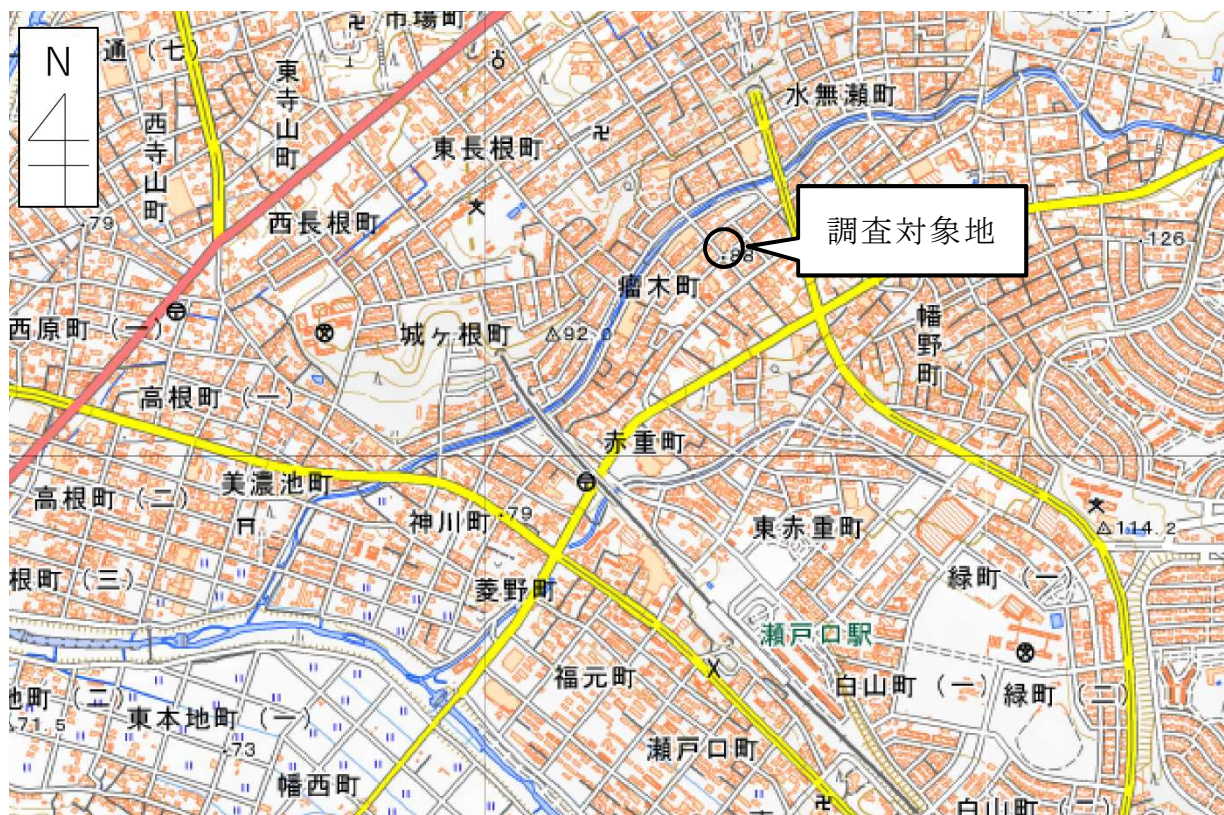 N
通（七）
市場町
東寺山町
西寺山町
水無瀬町
東長根町
西長根町
・79
調査対象地
・88
・126
瘤木町
幡野町
西原町（一）
城ヶ根町
△92.0
高根町（一）
赤重町
美濃池町
高根町（二）
神川町
・79
東赤重町
△114.2
根町（三）
菱野町
緑町（一）
瀬戸口駅
福元町
白山町（一）
緑町（二）
池町（二）
東本地町（一）
・71.5
・73
瀬戸口町
幡西町
白山町（二）